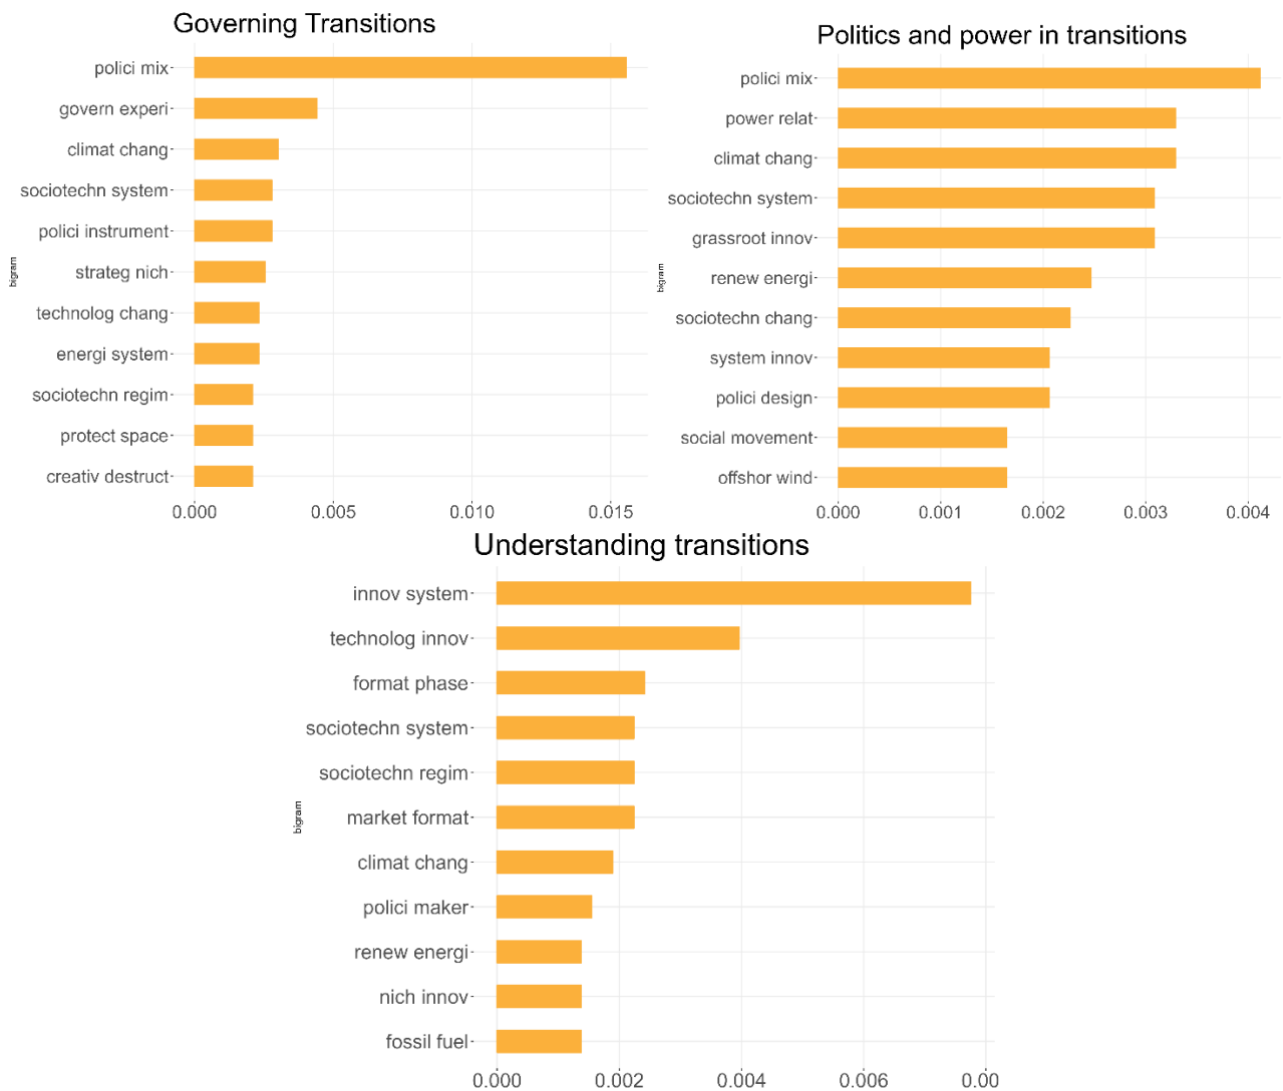 Governing Transitions
polici mix
govern experi
climat chang
sociotechn system
polici instrument
strateg nich
technolog chang
energi system
sociotechn regim
protect space
creativ destruct
bigram
0.000 0.005 0.010 0.015
Politics and power in transitions
polici mix
power relat
climat chang
sociotechn system
grassroot innov
renew energi
sociotechn chang
system innov
polici design
social movement
offshor wind
bigram
0.000 0.001 0.002 0.003 0.004
Understanding transitions
innov system
technolog innov
format phase
sociotechn system
sociotechn regim
market format
climat chang
polici maker
renew energi
nich innov
fossil fuel
bigram
0.000 0.002 0.004 0.006 0.00